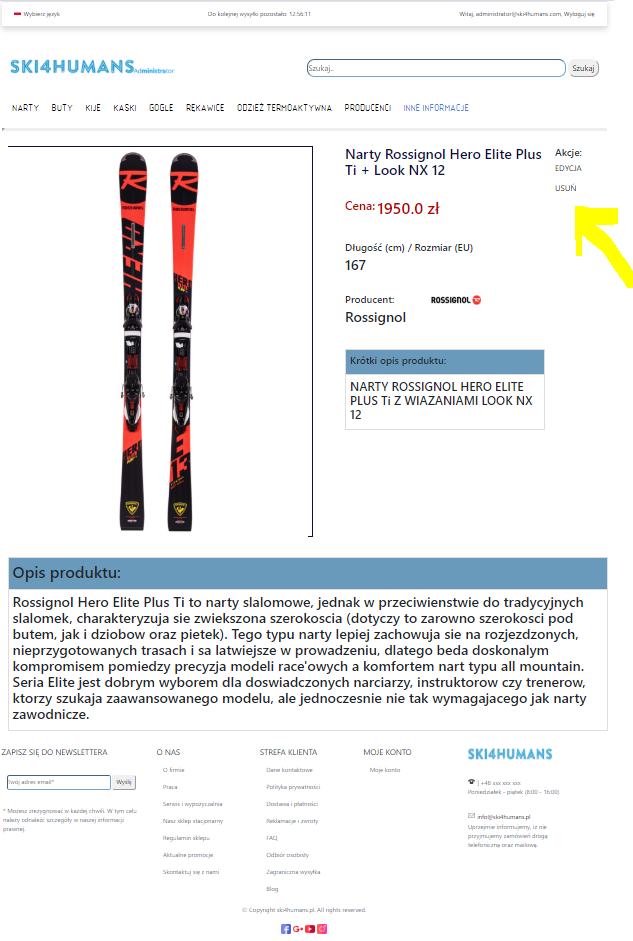 Wybierz język
Do kolejnej wysyłki pozostało: 12:56:11
Witaj, administrator@ski4humans.com, Wyloguj się
SKI4HUMANS Administrator
Szukaj..
Szukaj
NARTY BUTY KIJE KASKI GOGLE RĘKAWICE ODZIEŻ TERMOAKTYWNA PRODUCENCI INNE INFORMACJE
Narty Rossignol Hero Elite Plus
Ti + Look NX 12
Akcje:
EDYCJA
USUŃ
Cena: 1950.0 zł
Długość (cm) / Rozmiar (EU)
167
Producent:
ROSSIGNOL
Rossignol
Krótki opis produktu:
NARTY ROSSIGNOL HERO ELITE
PLUS Ti Z WIAZANIAMI LOOK NX
12
R
R
HERO
HERO
Opis produktu:
Rossignol Hero Elite Plus Ti to narty slalomowe, jednak w przeciwienstwie do tradycyjnych
slalomek, charakteryzuja sie zwiekszona szerokoscia (dotyczy to zarowno szerokosci pod
butem, jak i dziobow oraz pietek). Tego typu narty lepiej zachowuja sie na rozjezdzonych,
nieprzygotowanych trasach i sa latwiejsze w prowadzeniu, dlatego beda doskonalym
kompromisem pomiedzy precyzja modeli race'owych a komfortem nart typu all mountain.
Seria Elite jest dobrym wyborem dla doswiadczonych narciarzy, instruktorow czy trenerow,
ktorzy szukaja zaawansowanego modelu, ale jednoczesnie nie tak wymagajacego jak narty
zawodnicze.
ZAPISZ SIĘ DO NEWSLETTERA
Twój adres email*
Wyślij
* Możesz zrezygnować w każdej chwili. W tym celu
należy odnaleźć szczegóły w naszej informacji
prawnej.
O NAS
O firmie
Praca
Serwis i wypożyczalnia
Nasz sklep stacjonarny
Regulamin sklepu
Aktualne promocje
Skontaktuj się z nami
STREFA KLIENTA
Dane kontaktowe
Polityka prywatności
Dostawa i płatności
Reklamacje i zwroty
FAQ
Odbiór osobisty
Zagraniczna wysyłka
Blog
MOJE KONTO
Moje konto
SKI4HUMANS
| +48 xxx xxx xxx
Poniedziałek - piątek (8:00 - 16:00)
info@ski4humans.pl
Uprzejmie informujemy, iż nie
przyjmujemy zamówień drogą
telefoniczną oraz mailową.
© Copyright ski4humans.pl. All rights reserved.